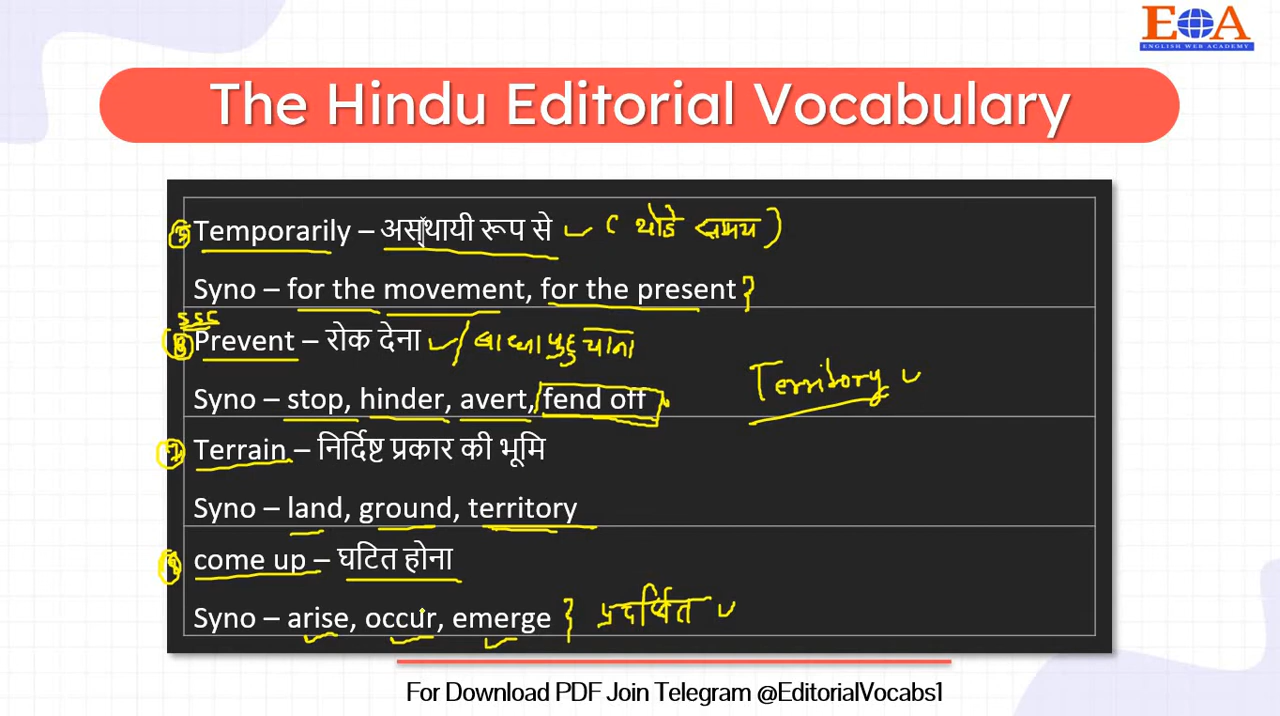 EOA
ENGLISH WEB ACADEMY
The Hindu Editorial Vocabulary
Temporarily – अस्थायी रूप से ( थोडे समय )
Syno – for the movement, for the present }
SSC
Prevent – रोक देना / बाधा पहुचाना
Syno – stop, hinder, avert, fend off
Territory
Terrain – निर्दिष्ट प्रकार की भूमि
Syno – land, ground, territory
come up – घटित होना
Syno – arise, occur, emerge } प्रदर्षित
For Download PDF Join Telegram @EditorialVocabs1